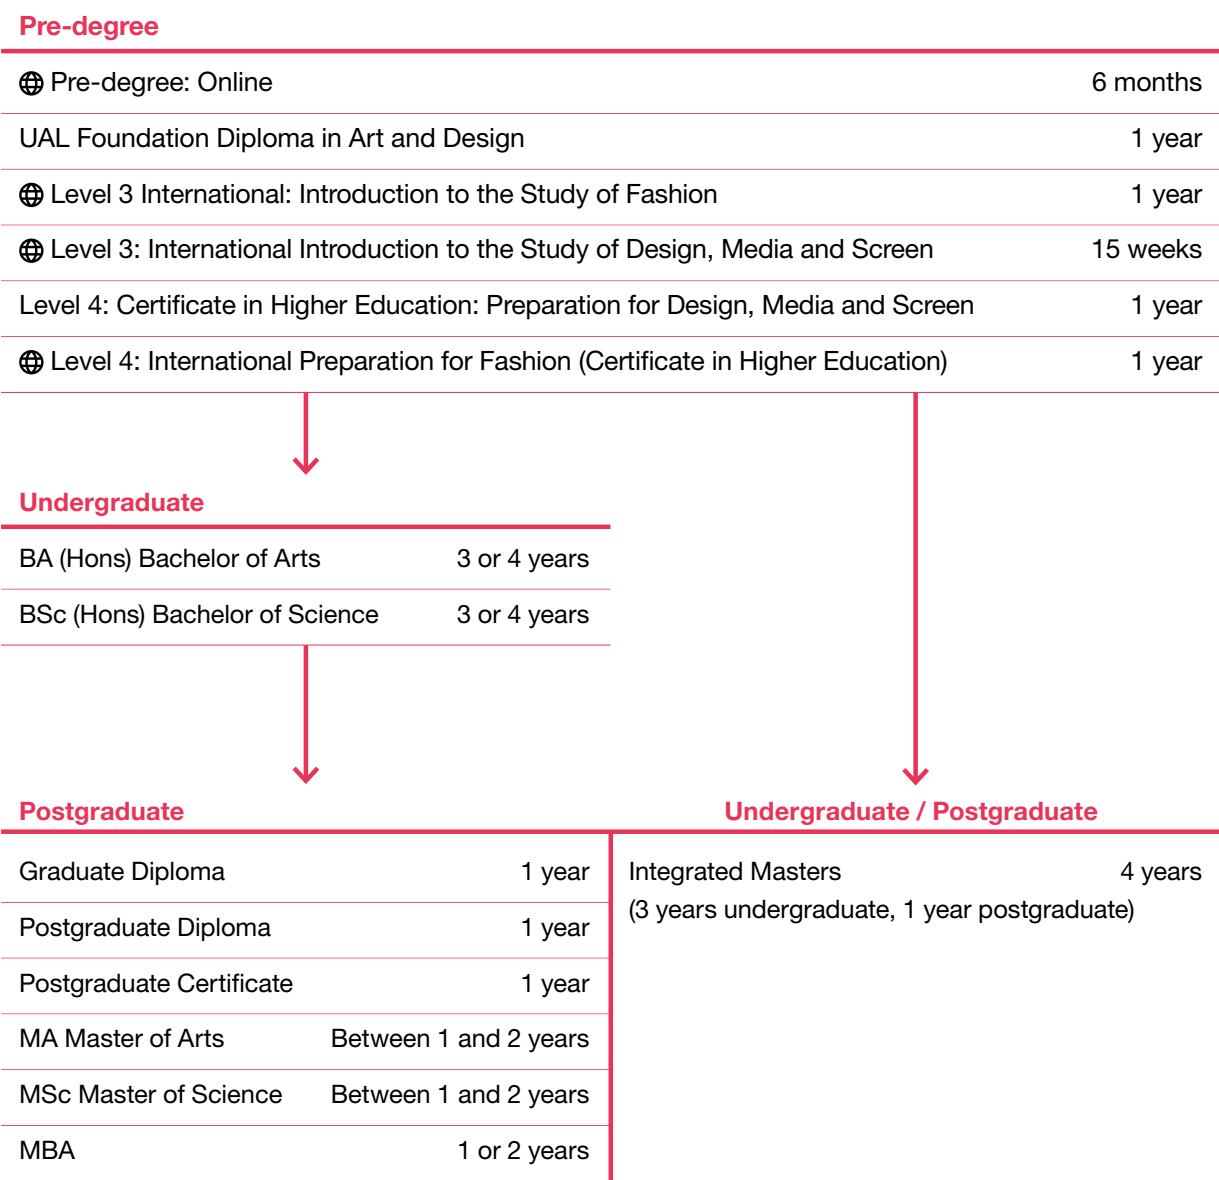 Pre-degree
Pre-degree: Online 6 months
UAL Foundation Diploma in Art and Design 1 year
Level 3 International: Introduction to the Study of Fashion 1 year
Level 3: International Introduction to the Study of Design, Media and Screen 15 weeks
Level 4: Certificate in Higher Education: Preparation for Design, Media and Screen 1 year
Level 4: International Preparation for Fashion (Certificate in Higher Education) 1 year
Undergraduate
BA (Hons) Bachelor of Arts 3 or 4 years
BSc (Hons) Bachelor of Science 3 or 4 years
Postgraduate
Graduate Diploma 1 year
Postgraduate Diploma 1 year
Postgraduate Certificate 1 year
MA Master of Arts Between 1 and 2 years
MSc Master of Science Between 1 and 2 years
MBA 1 or 2 years
Undergraduate / Postgraduate
Integrated Masters 4 years
(3 years undergraduate, 1 year postgraduate)